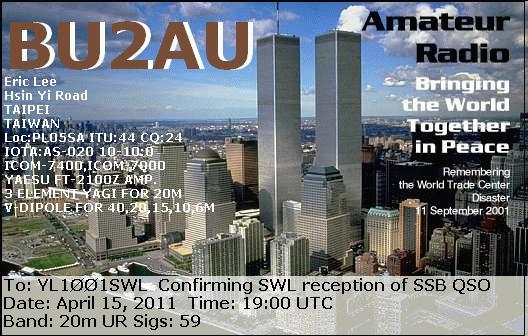 BU2AU
Eric Lee
Hsin Yi Road
TAIPEI
TAIWAN
Loc:PL05SA ITU:44 CQ:24
IOTA:AS-020 10-10:0
ICOM-7400,ICOM-7000
YAESU FT-2100Z AMP
3 ELEMENT YAGI FOR 20M
V-DIPOLE FOR 40,20,15,10,6M
Amateur
Radio
Bringing
the World
Together
in Peace
Remembering
the World Trade Center
Disaster
11 September 2001
To: YL1ØØ1SWL Confirming SWL reception of SSB QSO
Date: April 15, 2011 Time: 19:00 UTC
Band: 20m UR Sigs: 59